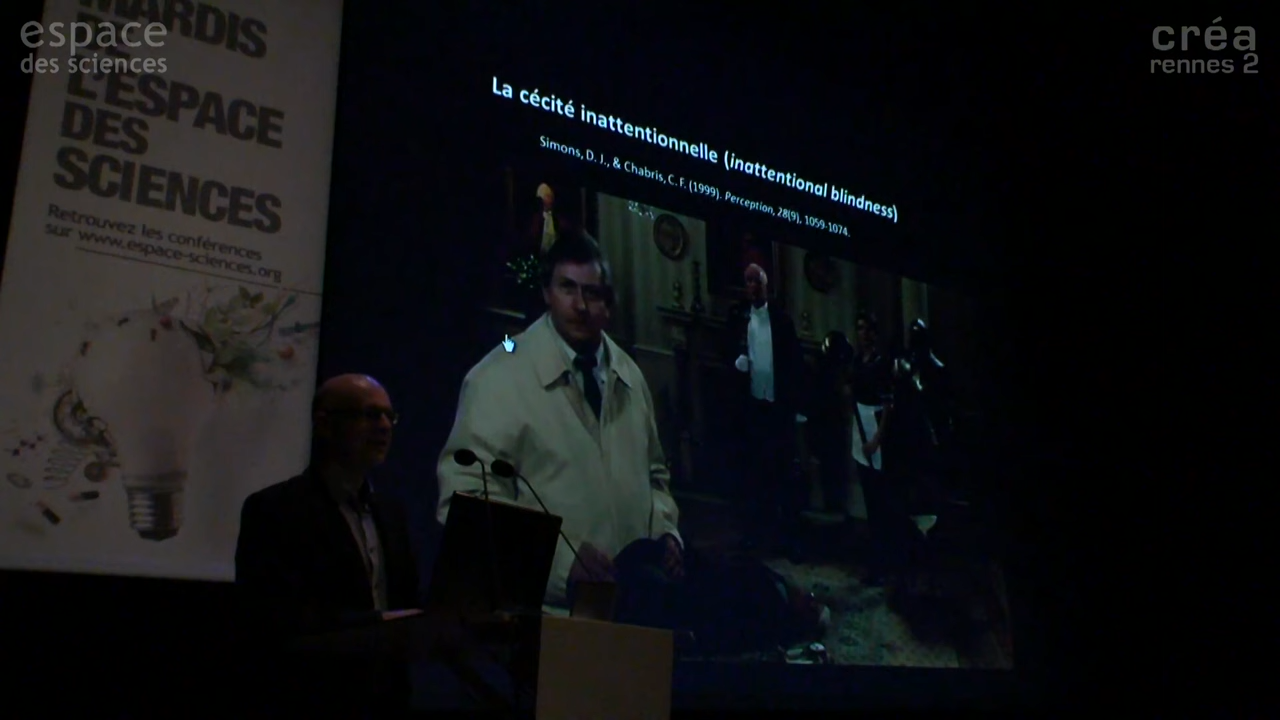 espace
des sciences
créa
rennes 2
MARDIS
DE
L'ESPACE
DES
SCIENCES
Retrouvez les conférences
sur www.espace-sciences.org
La cécité inattentionnelle (inattentional blindness)
Simons, D. J., & Chabris, C. F. (1999). Perception, 28(9), 1059-1074.